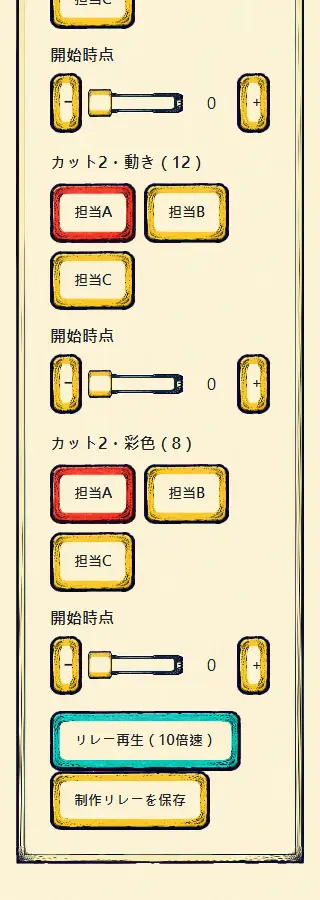 担当C
開始時点
− 0 +
カット2・動き（12）
担当A 担当B
担当C
開始時点
− 0 +
カット2・彩色（8）
担当A 担当B
担当C
開始時点
− 0 +
リレー再生（10倍速）
制作リレーを保存